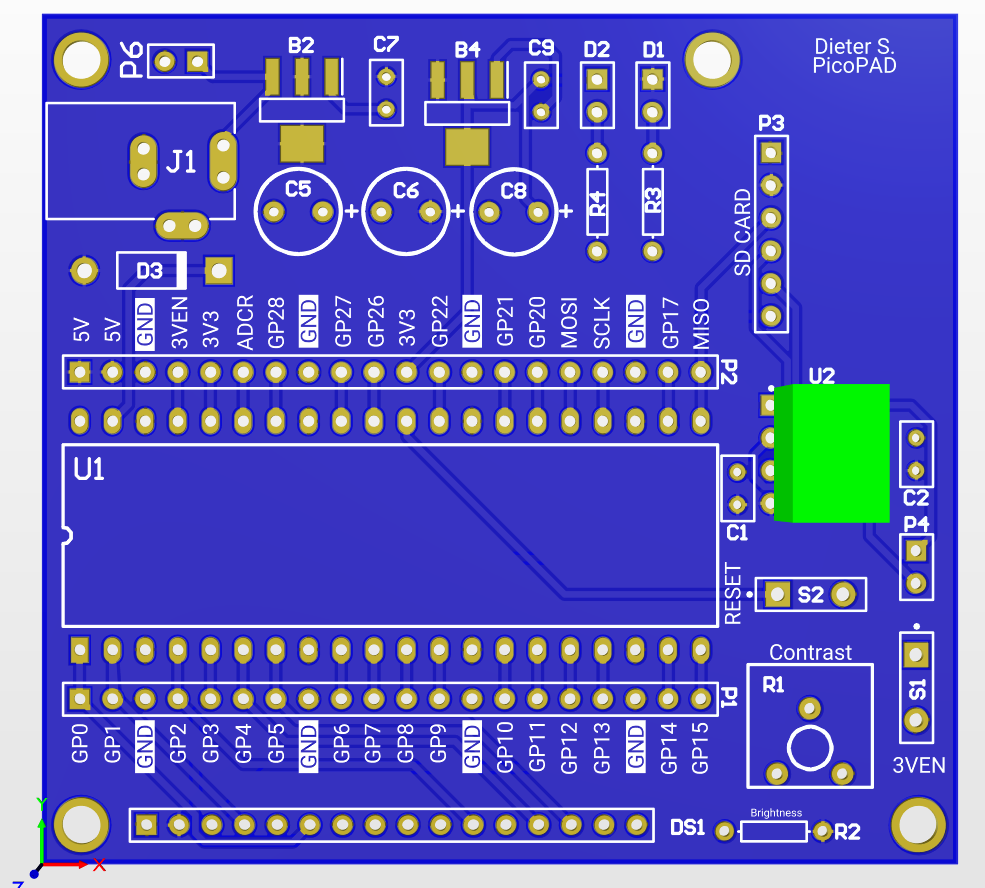 P6
B2
C7
B4
C9
D2
D1
Dieter S.
PicoPAD
P3
J1
C5
+
C6
+
C8
+
R4
R3
SD CARD
D3
5V
5V
GND
3VEN
3V3
ADCR
GP28
GND
GP27
GP26
3V3
GP22
GND
GP21
GP20
MOSI
SCLK
GND
GP17
MISO
P2
U2
U1
C1
C2
P4
RESET
S2
Contrast
R1
S1
3VEN
P1
GP0
GP1
GND
GP2
GP3
GP4
GP5
GND
GP6
GP7
GP8
GP9
GND
GP10
GP11
GP12
GP13
GND
GP14
GP15
DS1
Brightness
R2
Y
X
Z